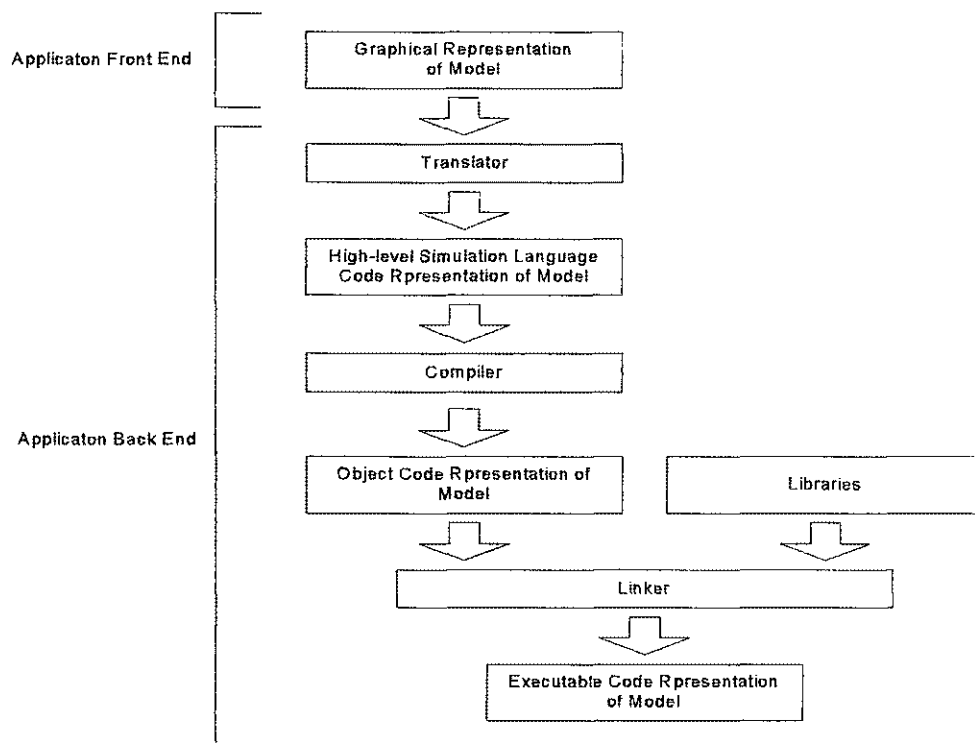 Applicaton Front End
Graphical Representation
of Model
Translator
High-level Simulation Language
Code Rpresentation of Model
Compiler
Applicaton Back End
Object Code Rpresentation of
Model
Libraries
Linker
Executable Code Rpresentation
of Model